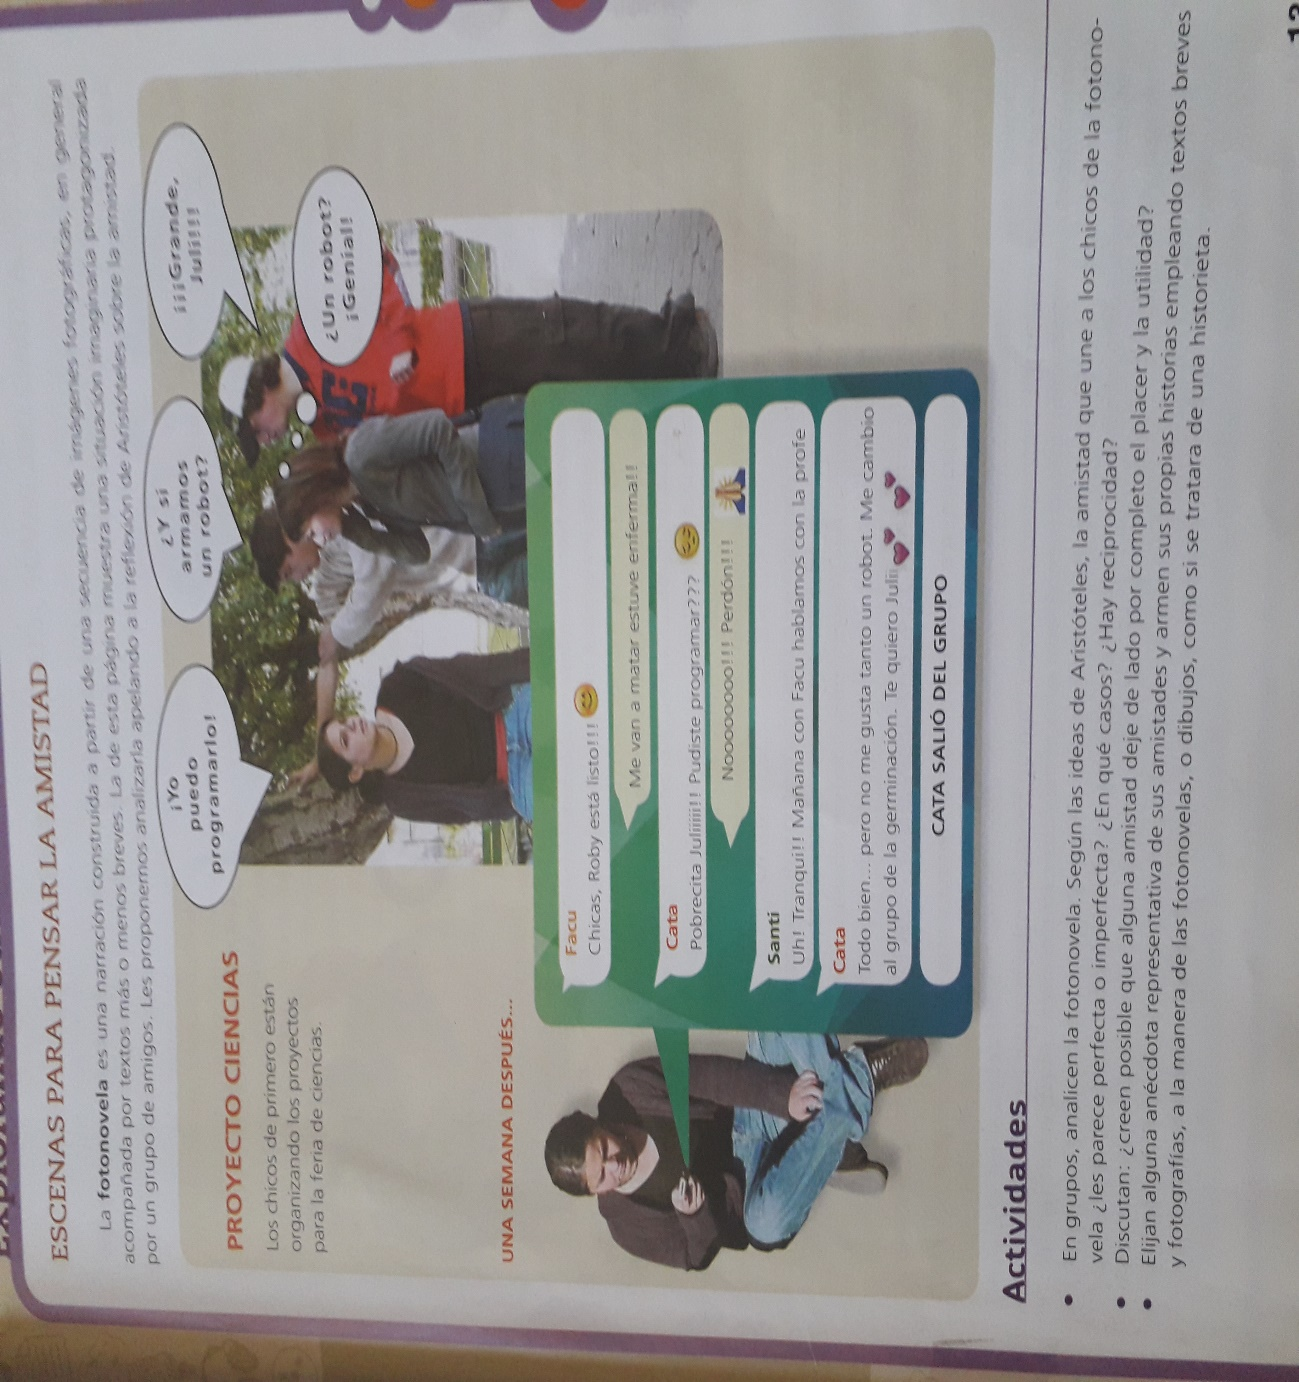 ESCENAS PARA PENSAR LA AMISTAD
La fotonovela es una narración construida a partir de una secuencia de imágenes fotográficas, en general
acompañada por textos más o menos breves. La de esta página muestra una situación imaginaria protagonizada
por un grupo de amigos. Les proponemos analizarla apelando a la reflexión de Aristóteles sobre la amistad.
PROYECTO CIENCIAS
Los chicos de primero están
organizando los proyectos
para la feria de ciencias.
¡Yo
puedo
programarlo!
¿Y si
armamos
un robot?
¡¡¡Grande,
Juli!!!
¿Un robot?
¡Genial!
UNA SEMANA DESPUÉS...
Facu
Chicas, Roby está listo!!! 😊
Me van a matar estuve enferma!!
Cata
Pobrecita Juliiiiii!! Pudiste programar???
Noooooooo!!! Perdón!!! 🙏
Santi
Uh! Tranqui!! Mañana con Facu hablamos con la profe
Cata
Todo bien... pero no me gusta tanto un robot. Me cambio
al grupo de la germinación. Te quiero Julii 💕 💕
CATA SALIÓ DEL GRUPO
Actividades
• En grupos, analicen la fotonovela. Según las ideas de Aristóteles, la amistad que une a los chicos de la fotono-
vela ¿les parece perfecta o imperfecta? ¿En qué casos? ¿Hay reciprocidad?
• Discutan: ¿creen posible que alguna amistad deje de lado por completo el placer y la utilidad?
• Elijan alguna anécdota representativa de sus amistades y armen sus propias historias empleando textos breves
y fotografías, a la manera de las fotonovelas, o dibujos, como si se tratara de una historieta.